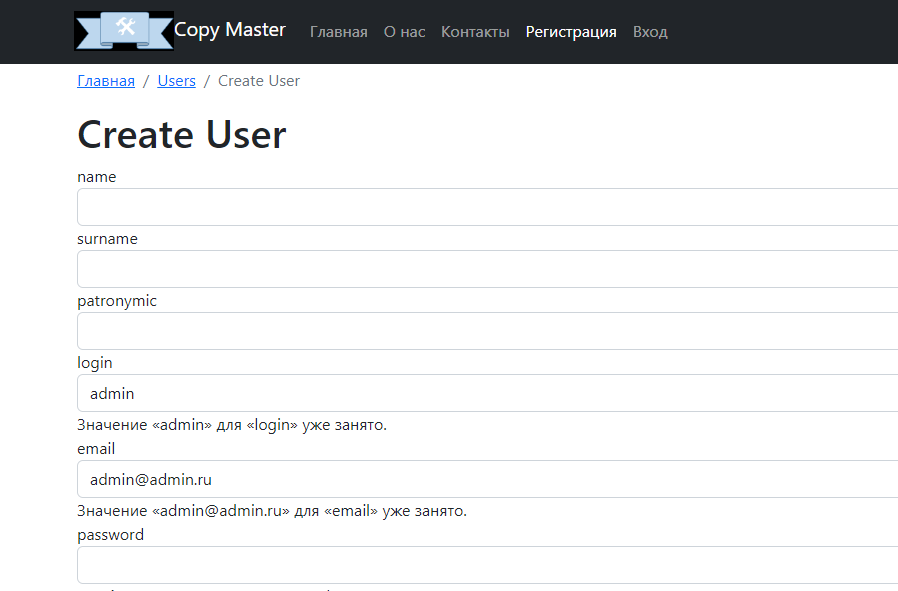 Copy Master Главная О нас Контакты Регистрация Вход
Главная / Users / Create User
Create User
name
surname
patronymic
login
admin
Значение «admin» для «login» уже занято.
email
admin@admin.ru
Значение «admin@admin.ru» для «email» уже занято.
password